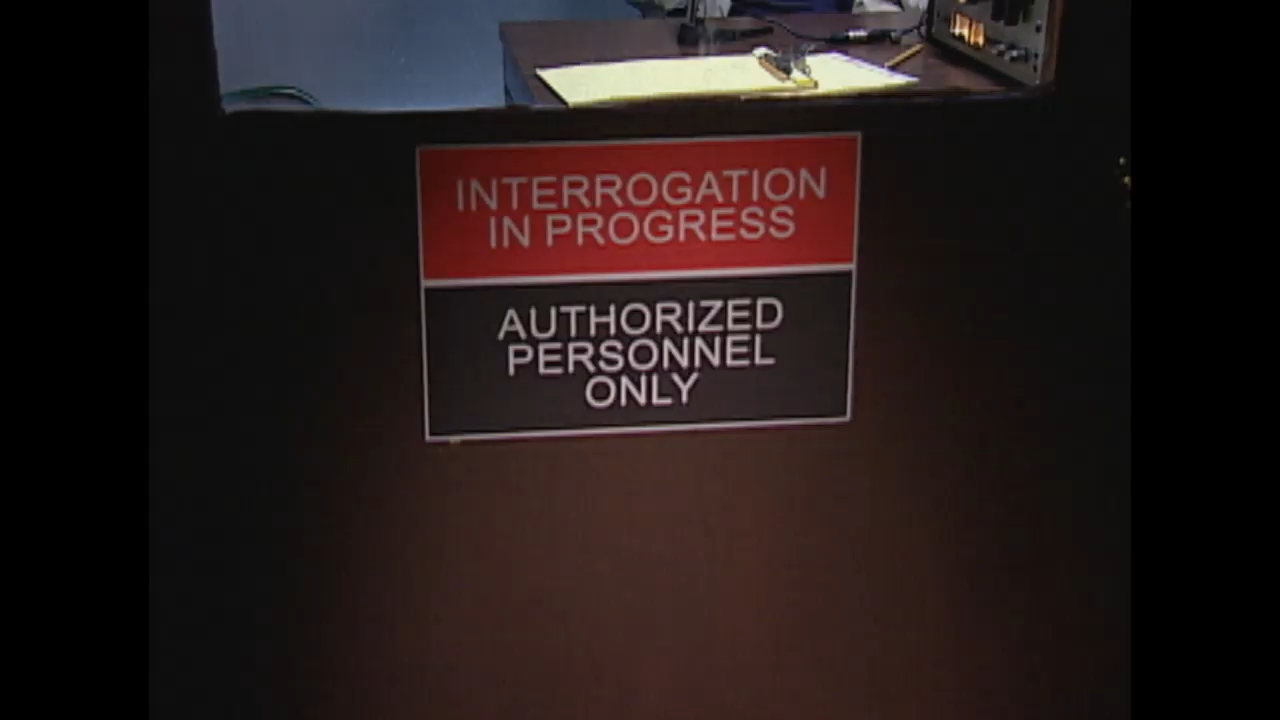 INTERROGATION
IN PROGRESS
AUTHORIZED
PERSONNEL
ONLY